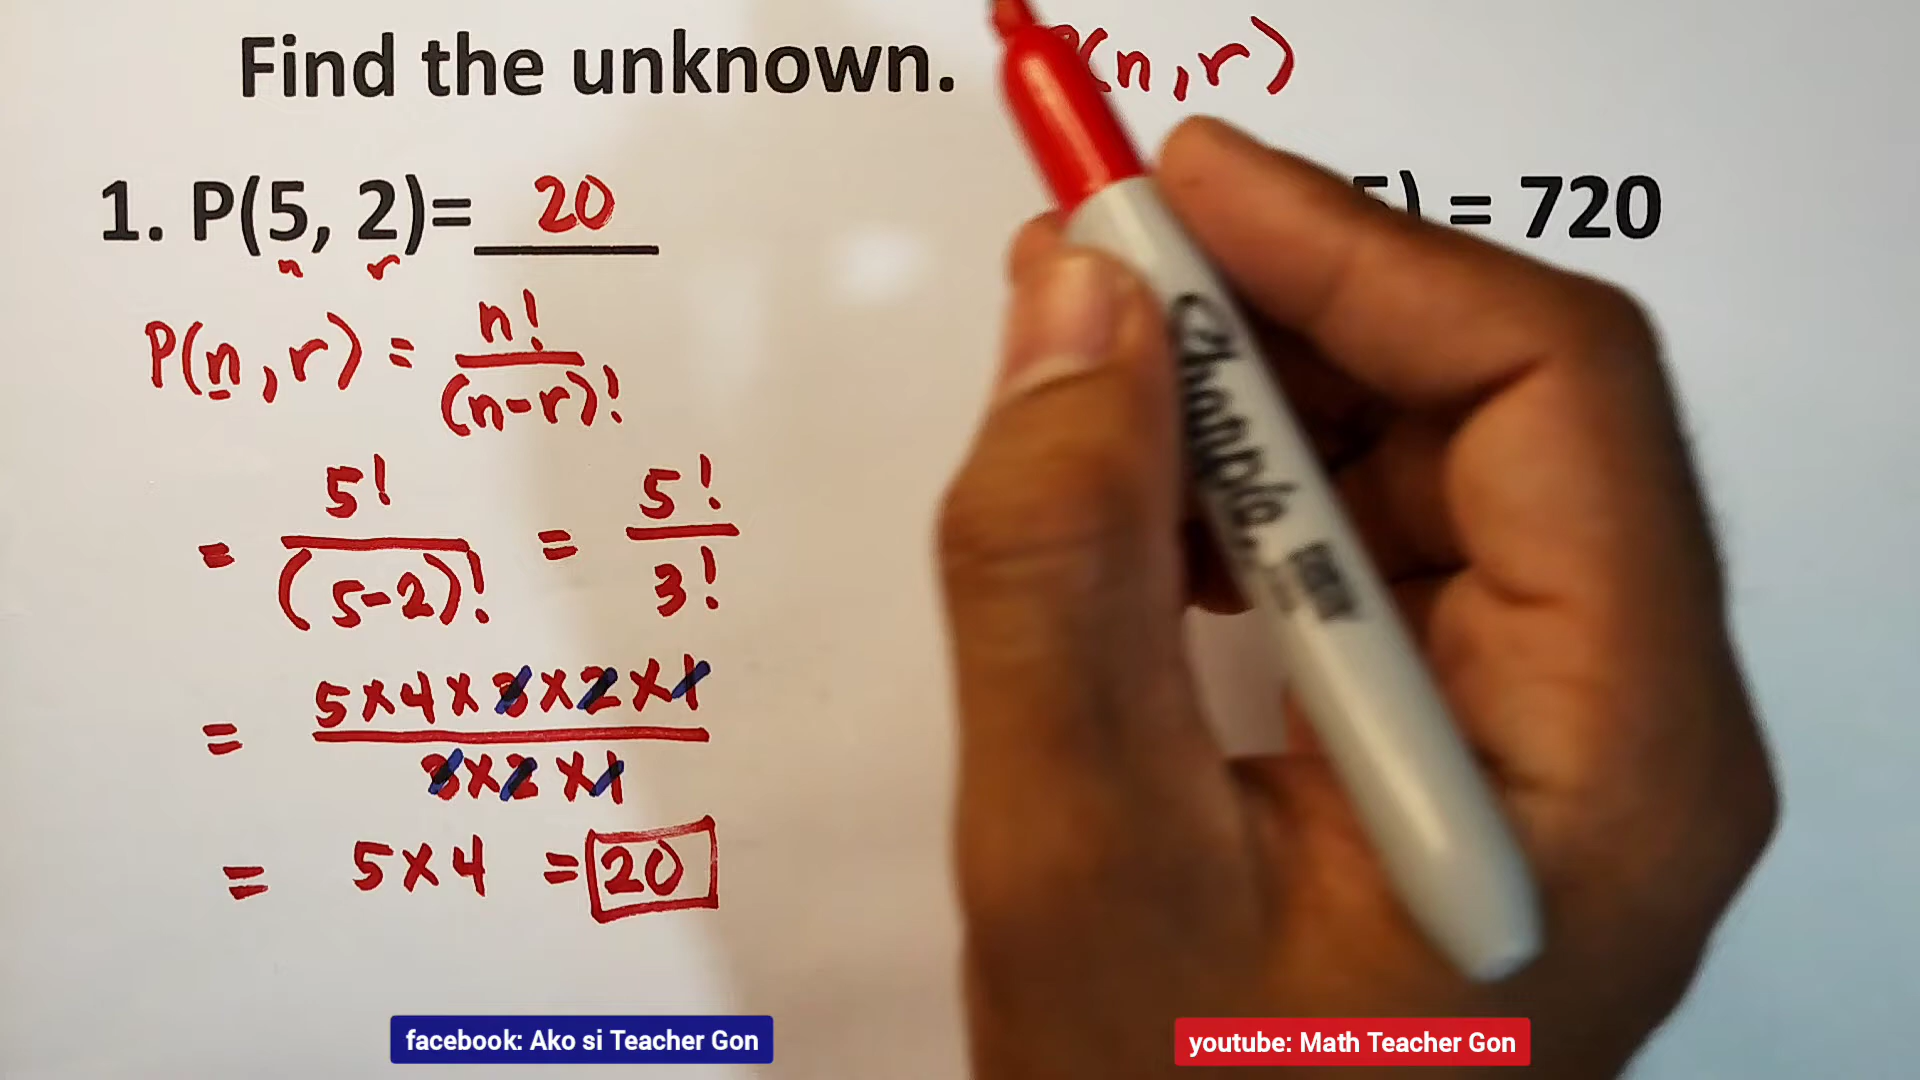 Find the unknown.
P(n,r)
1. P(5, 2)= 20
n r
5) = 720
P(n,r) = n!
(n-r)!
= 5! = 5!
(5-2)! 3!
= 5×4×3×2×1
3×2×1
= 5×4 = 20
Sharpie
facebook: Ako si Teacher Gon
youtube: Math Teacher Gon